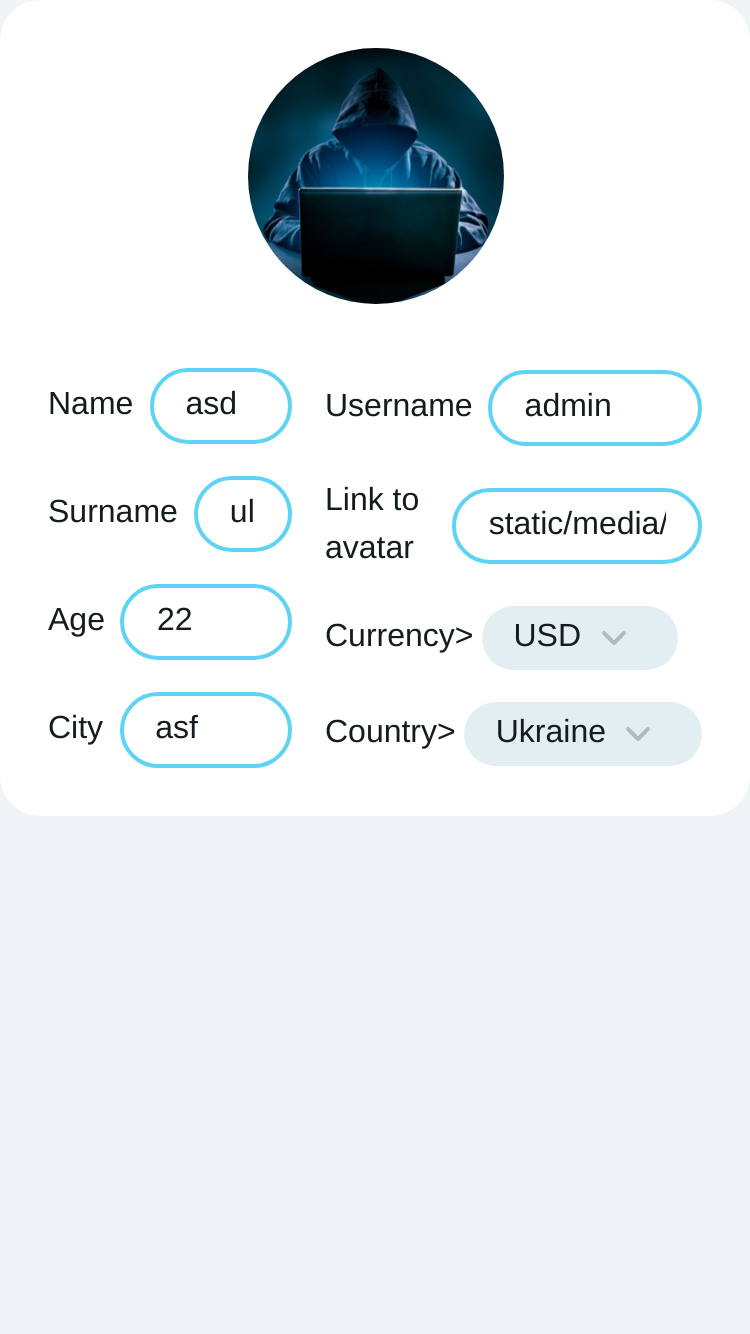 Name asd
Username admin
Surname ul
Link to
avatar static/media/
Age 22
Currency> USD
City asf
Country> Ukraine